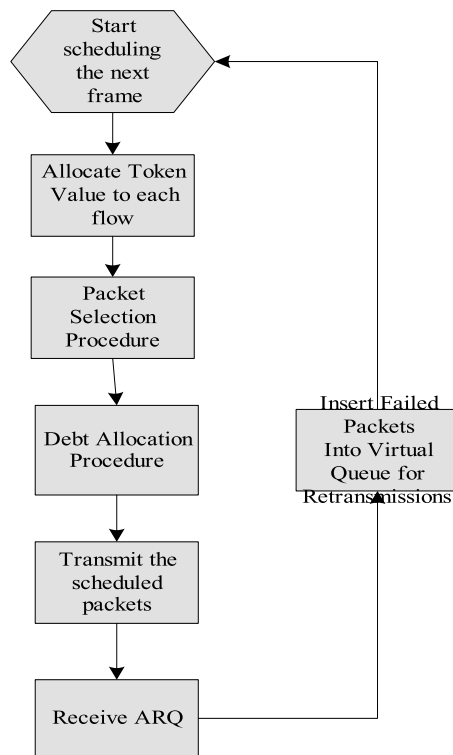 Start
scheduling
the next
frame
Allocate Token
Value to each
flow
Packet
Selection
Procedure
Debt Allocation
Procedure
Transmit the
scheduled
packets
Receive ARQ
Insert Failed
Packets
Into Virtual
Queue for
Retransmissions